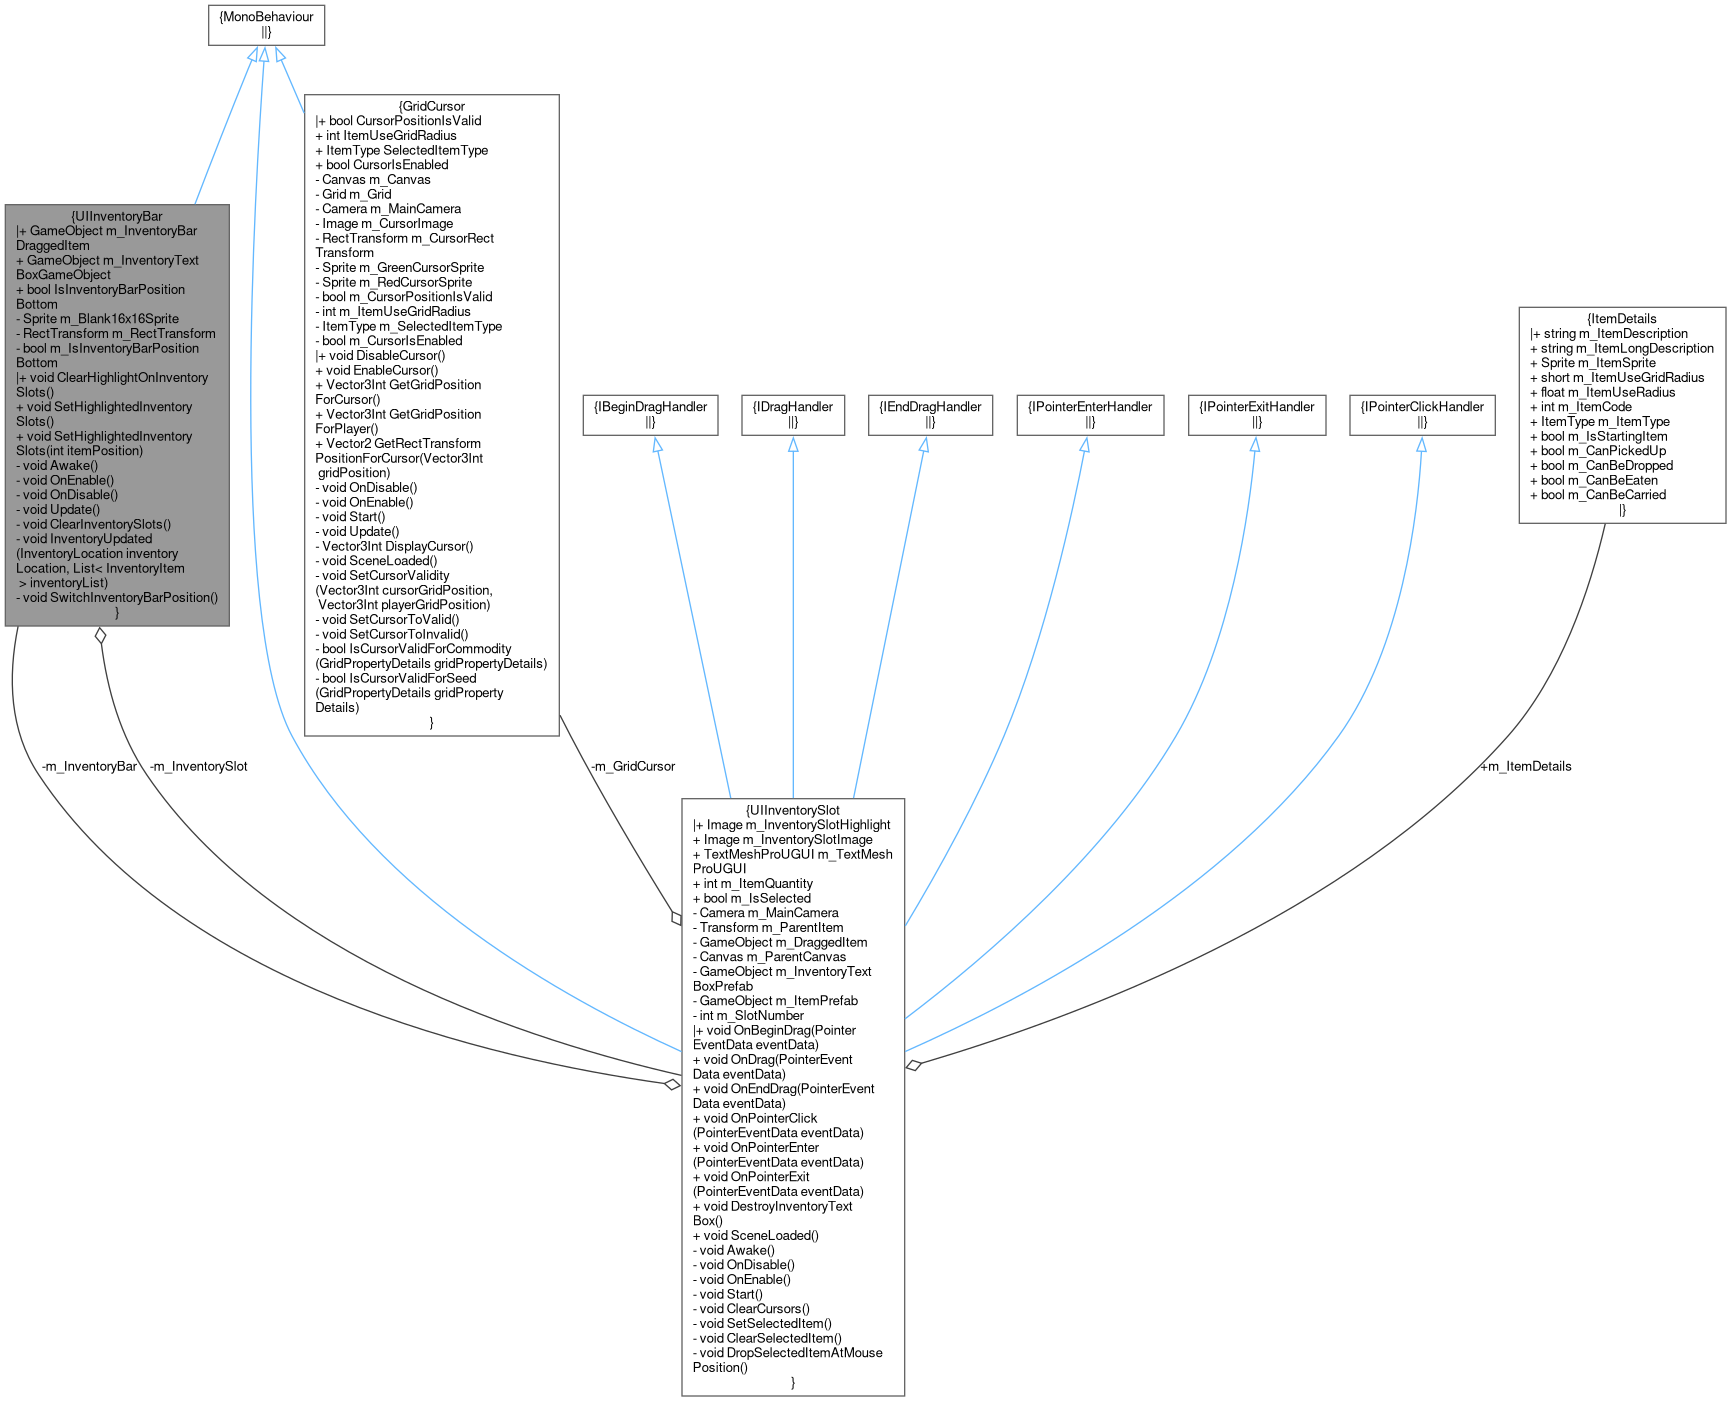 {MonoBehaviour
||}
{GridCursor
|+ bool CursorPositionIsValid
+ int ItemUseGridRadius
+ ItemType SelectedItemType
+ bool CursorIsEnabled
- Canvas m_Canvas
- Grid m_Grid
- Camera m_MainCamera
- Image m_CursorImage
- RectTransform m_CursorRect
Transform
- Sprite m_GreenCursorSprite
- Sprite m_RedCursorSprite
- bool m_CursorPositionIsValid
- int m_ItemUseGridRadius
- ItemType m_SelectedItemType
- bool m_CursorIsEnabled
|+ void DisableCursor()
+ void EnableCursor()
+ Vector3Int GetGridPosition
ForCursor()
+ Vector3Int GetGridPosition
ForPlayer()
+ Vector2 GetRectTransform
PositionForCursor(Vector3Int
 gridPosition)
- void OnDisable()
- void OnEnable()
- void Start()
- void Update()
- Vector3Int DisplayCursor()
- void SceneLoaded()
- void SetCursorValidity
(Vector3Int cursorGridPosition,
 Vector3Int playerGridPosition)
- void SetCursorToValid()
- void SetCursorToInvalid()
- bool IsCursorValidForCommodity
(GridPropertyDetails gridPropertyDetails)
- bool IsCursorValidForSeed
(GridPropertyDetails gridProperty
Details)
}
{UIInventoryBar
|+ GameObject m_InventoryBar
DraggedItem
+ GameObject m_InventoryText
BoxGameObject
+ bool IsInventoryBarPosition
Bottom
- Sprite m_Blank16x16Sprite
- RectTransform m_RectTransform
- bool m_IsInventoryBarPosition
Bottom
|+ void ClearHighlightOnInventory
Slots()
+ void SetHighlightedInventory
Slots()
+ void SetHighlightedInventory
Slots(int itemPosition)
- void Awake()
- void OnEnable()
- void OnDisable()
- void Update()
- void ClearInventorySlots()
- void InventoryUpdated
(InventoryLocation inventory
Location, List< InventoryItem
 > inventoryList)
- void SwitchInventoryBarPosition()
}
{IBeginDragHandler
||}
{IDragHandler
||}
{IEndDragHandler
||}
{IPointerEnterHandler
||}
{IPointerExitHandler
||}
{IPointerClickHandler
||}
{ItemDetails
|+ string m_ItemDescription
+ string m_ItemLongDescription
+ Sprite m_ItemSprite
+ short m_ItemUseGridRadius
+ float m_ItemUseRadius
+ int m_ItemCode
+ ItemType m_ItemType
+ bool m_IsStartingItem
+ bool m_CanPickedUp
+ bool m_CanBeDropped
+ bool m_CanBeEaten
+ bool m_CanBeCarried
|}
-m_InventoryBar
-m_InventorySlot
-m_GridCursor
+m_ItemDetails
{UIInventorySlot
|+ Image m_InventorySlotHighlight
+ Image m_InventorySlotImage
+ TextMeshProUGUI m_TextMesh
ProUGUI
+ int m_ItemQuantity
+ bool m_IsSelected
- Camera m_MainCamera
- Transform m_ParentItem
- GameObject m_DraggedItem
- Canvas m_ParentCanvas
- GameObject m_InventoryText
BoxPrefab
- GameObject m_ItemPrefab
- int m_SlotNumber
|+ void OnBeginDrag(Pointer
EventData eventData)
+ void OnDrag(PointerEvent
Data eventData)
+ void OnEndDrag(PointerEvent
Data eventData)
+ void OnPointerClick
(PointerEventData eventData)
+ void OnPointerEnter
(PointerEventData eventData)
+ void OnPointerExit
(PointerEventData eventData)
+ void DestroyInventoryText
Box()
+ void SceneLoaded()
- void Awake()
- void OnDisable()
- void OnEnable()
- void Start()
- void ClearCursors()
- void SetSelectedItem()
- void ClearSelectedItem()
- void DropSelectedItemAtMouse
Position()
}